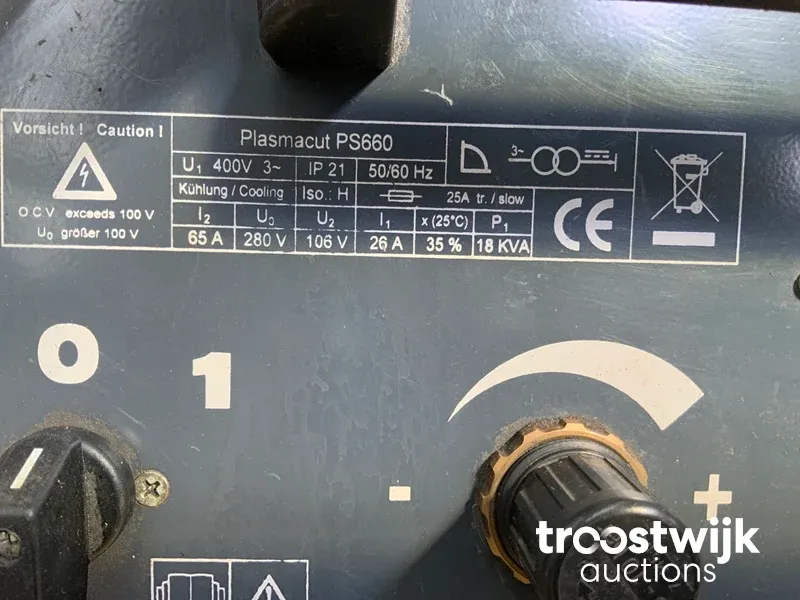 Vorsicht ! Caution !
OCV exceeds 100 V
U0 größer 100 V
Plasmacut PS660
U1 400V 3~ IP 21 50/60 Hz
Kühlung / Cooling Iso.: H 25A tr. / slow
I2 U0 U2 I1 x (25°C) P1
65 A 280 V 106 V 26 A 35 % 18 KVA
3~
CE
0 1
- +
troostwijk
auctions